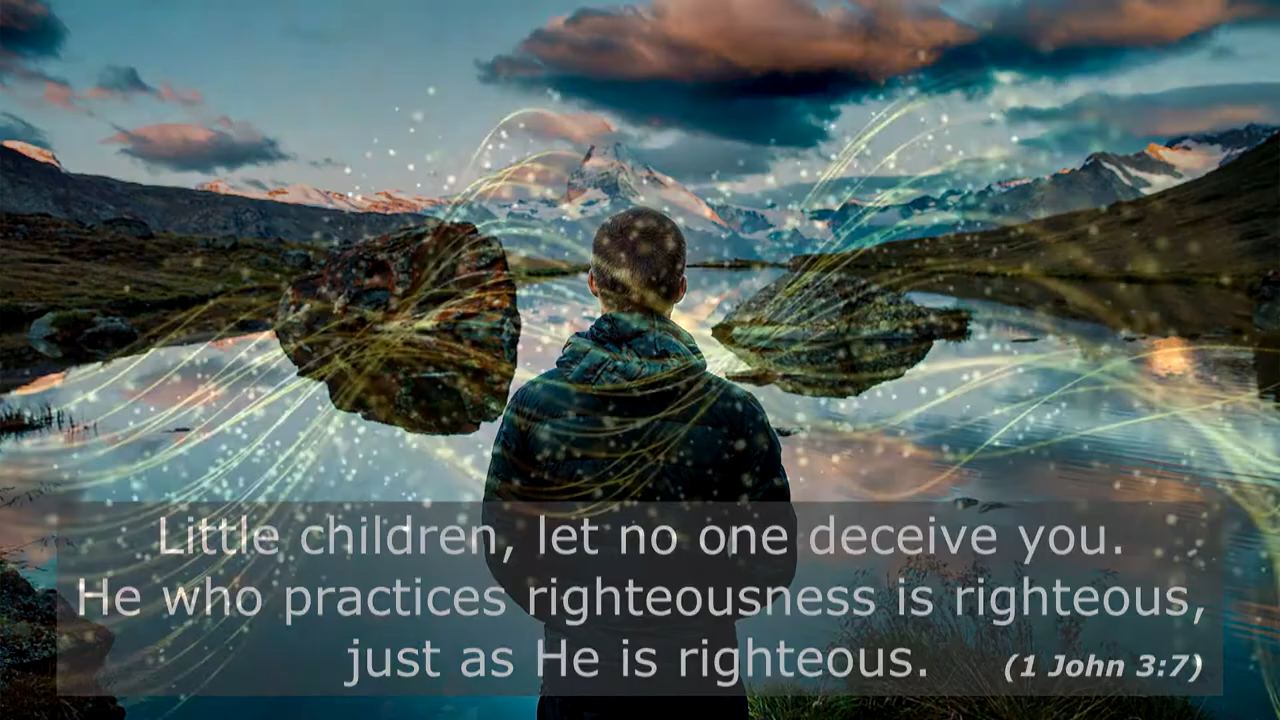 Little children, let no one deceive you.
He who practices righteousness is righteous,
just as He is righteous. (1 John 3:7)